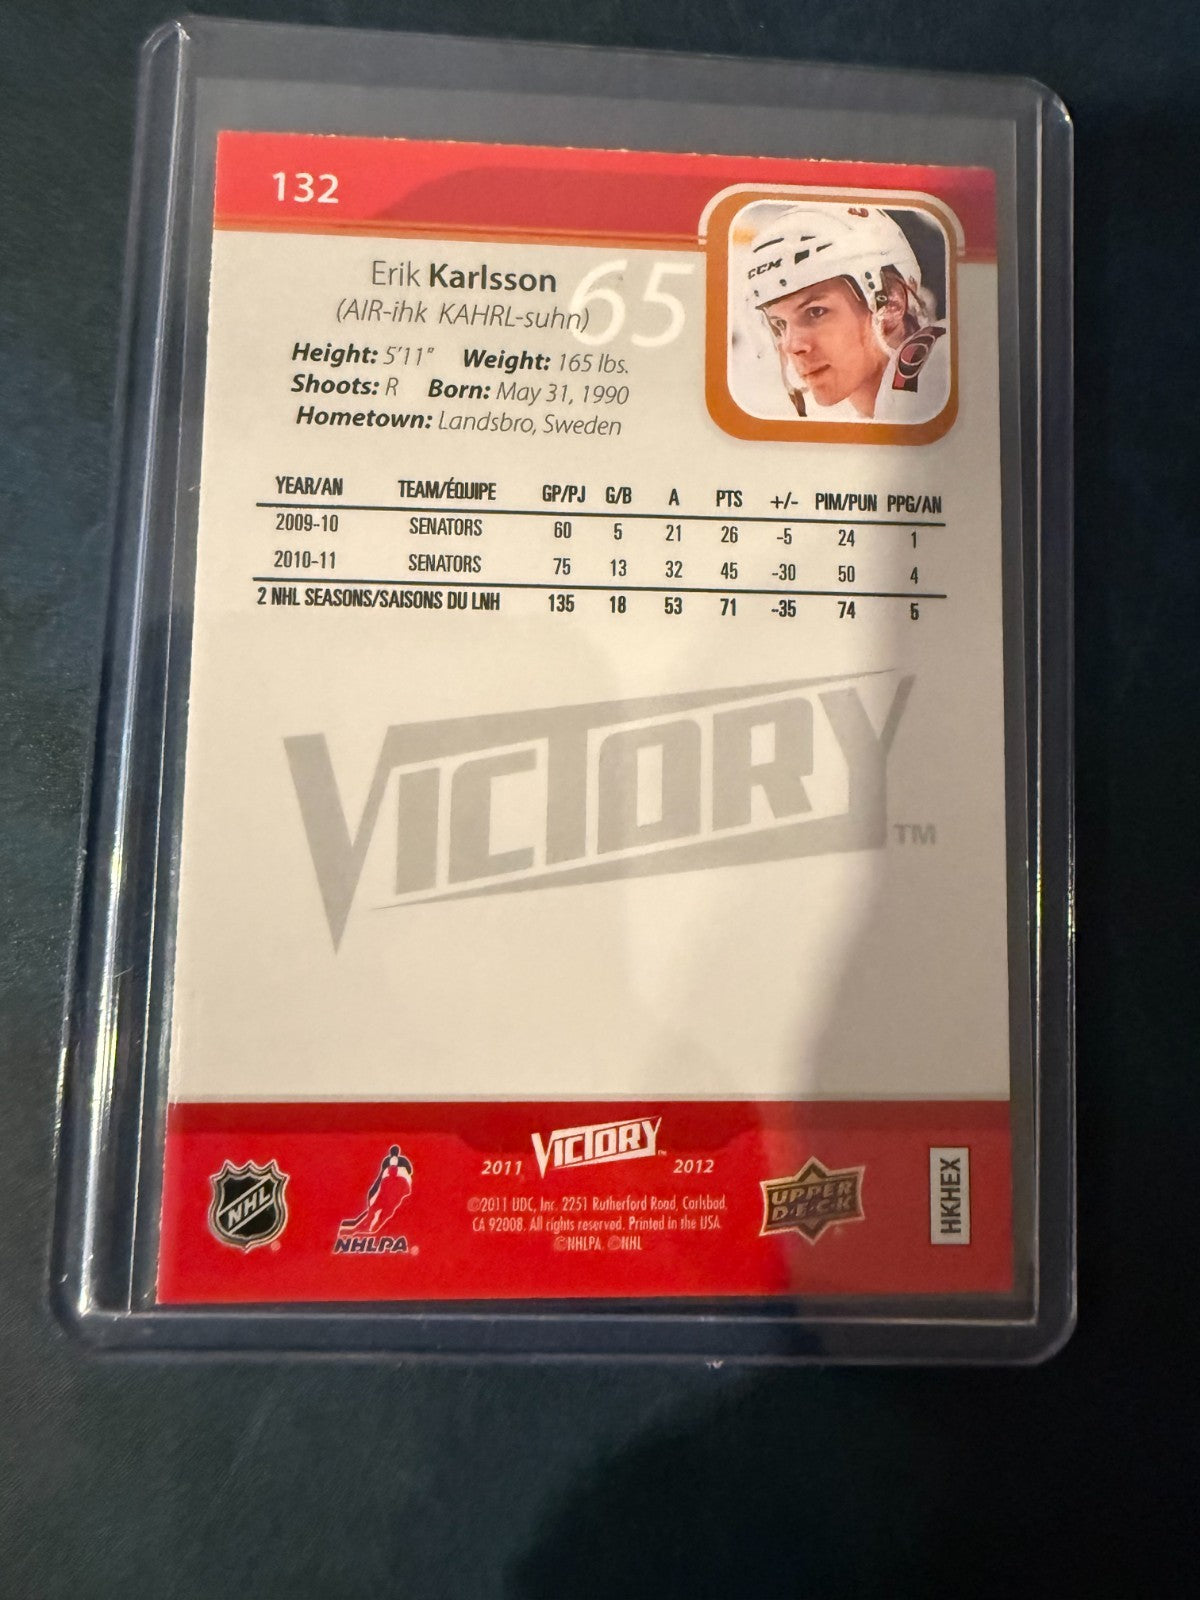 132
Erik Karlsson
65
(AIR-ihk KAHRL-suhn)
Height: 5'11" Weight: 165 lbs.
Shoots: R Born: May 31, 1990
Hometown: Landsbro, Sweden
CCM
YEAR/AN TEAM/ÉQUIPE GP/PJ G/B A PTS +/- PIM/PUN PPG/AN
2009-10 SENATORS 60 5 21 26 -5 24 1
2010-11 SENATORS 75 13 32 45 -30 50 4
2 NHL SEASONS/SAISONS DU LNH 135 18 53 71 -35 74 5
VICTORY TM
2011 VICTORY 2012
©2011 UDC, Inc. 2251 Rutherford Road, Carlsbad,
CA 92008. All rights reserved. Printed in the USA
©NHLPA ©NHL
NHL
NHLPA
UPPER
D·E·C·K
HKHEX